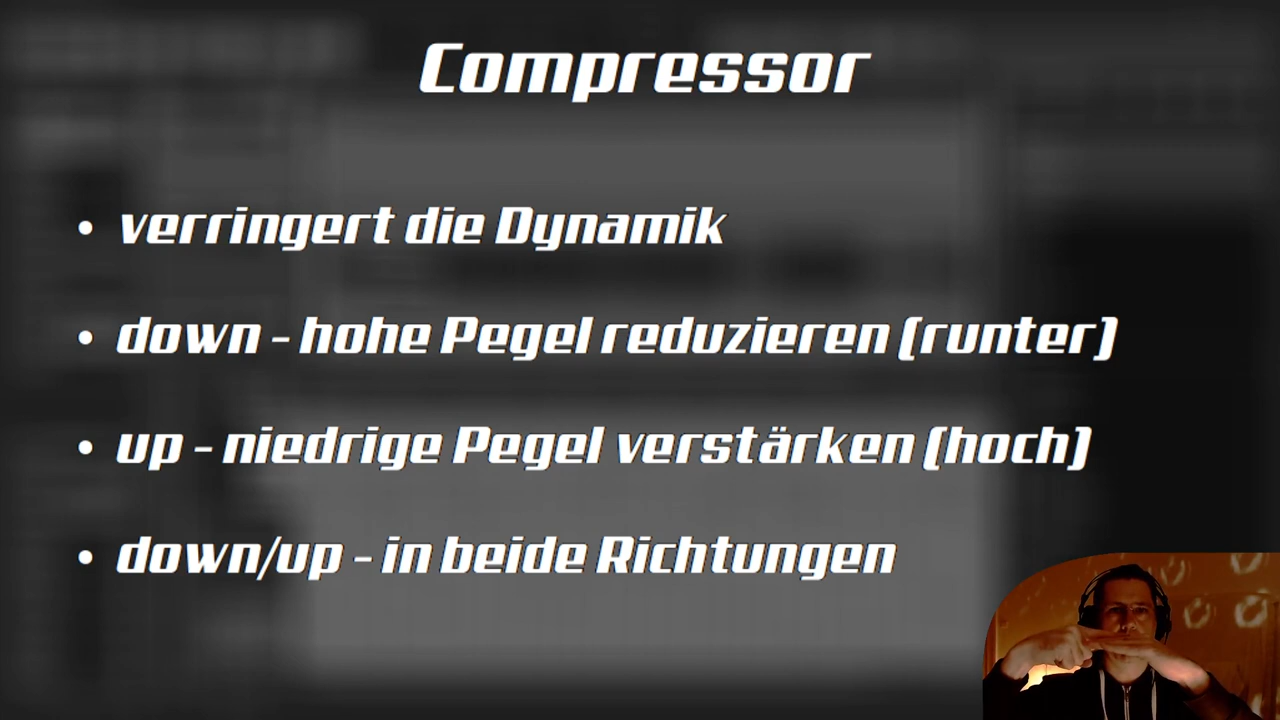 Compressor
• verringert die Dynamik
• down - hohe Pegel reduzieren (runter)
• up - niedrige Pegel verstärken (hoch)
• down/up - in beide Richtungen